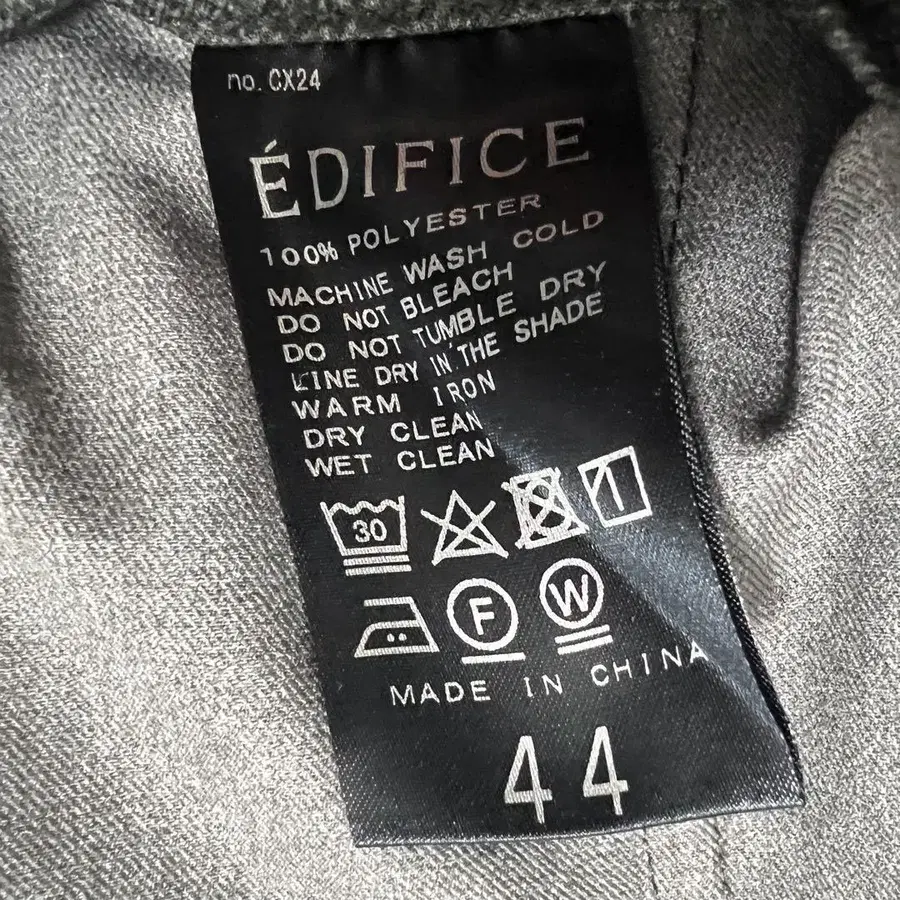 no. CX24
ÉDIFICE
100% POLYESTER
MACHINE WASH COLD
DO NOT BLEACH
DO NOT TUMBLE DRY
LINE DRY IN THE SHADE
WARM IRON
DRY CLEAN
WET CLEAN
30
F W
MADE IN CHINA
44